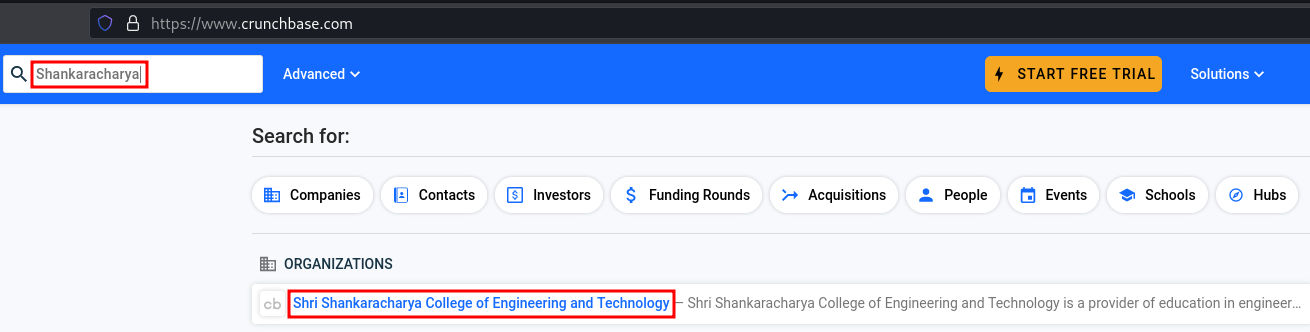 https://www.crunchbase.com
Shankaracharya Advanced START FREE TRIAL Solutions
Search for:
Companies Contacts Investors Funding Rounds Acquisitions People Events Schools Hubs
ORGANIZATIONS
cb Shri Shankaracharya College of Engineering and Technology — Shri Shankaracharya College of Engineering and Technology is a provider of education in engineer...